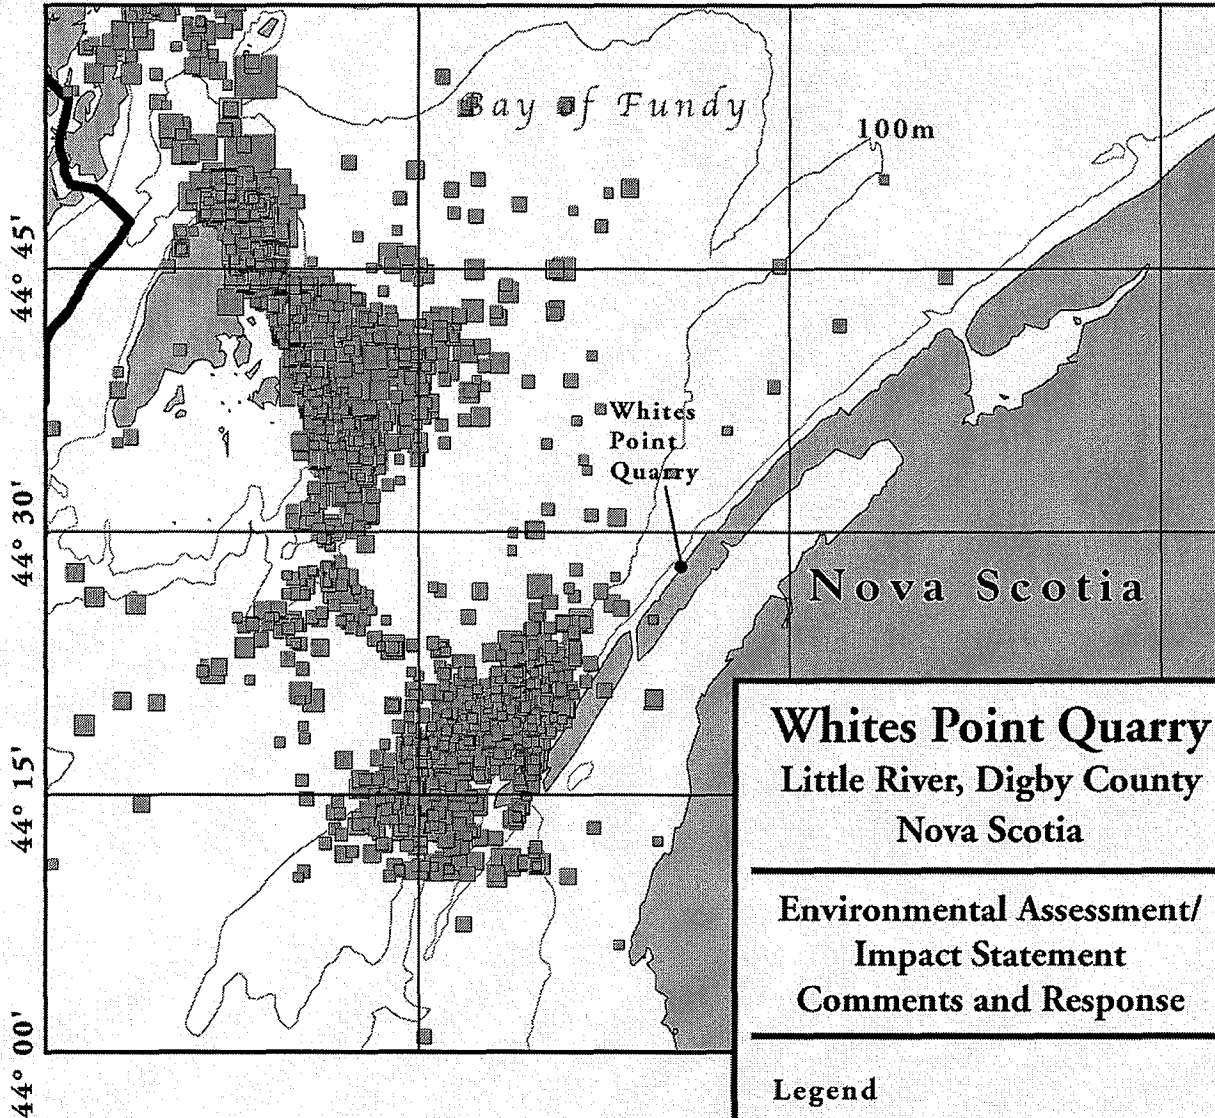 Bay of Fundy
100m
44° 45'
Whites
Point
Quarry
44° 30'
Nova Scotia
44° 15'
44° 00'
Whites Point Quarry
Little River, Digby County
Nova Scotia
Environmental Assessment/
Impact Statement
Comments and Response
Legend